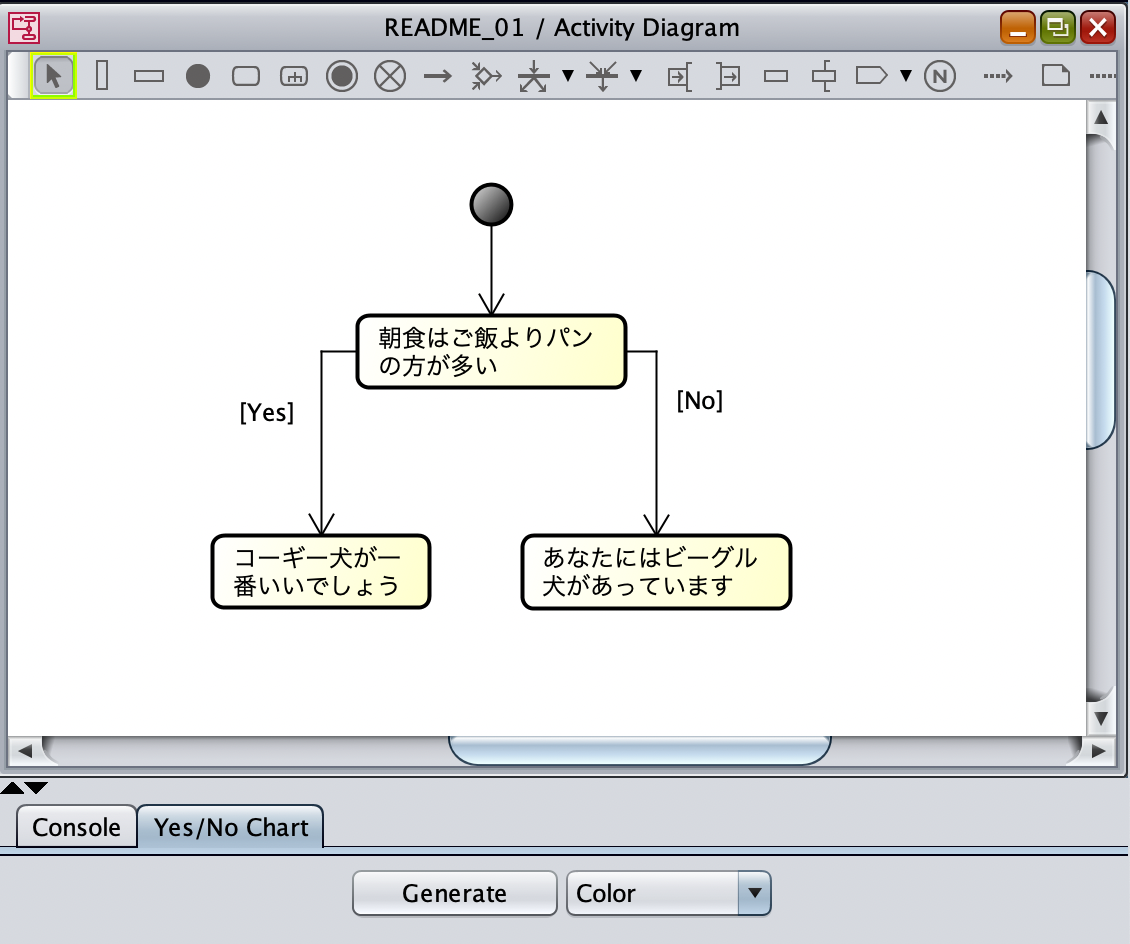 README_01 / Activity Diagram
N
朝食はご飯よりパン
の方が多い
[Yes]
[No]
コーギー犬が一
番いいでしょう
あなたにはビーグル
犬があっています
Console
Yes/No Chart
Generate
Color